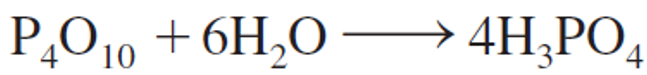 P₄O₁₀ + 6H₂O ⟶ 4H₃PO₄